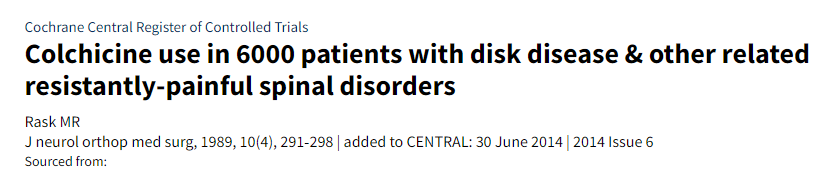 Cochrane Central Register of Controlled Trials
Colchicine use in 6000 patients with disk disease & other related
resistantly-painful spinal disorders
Rask MR
J neurol orthop med surg, 1989, 10(4), 291-298 | added to CENTRAL: 30 June 2014 | 2014 Issue 6
Sourced from: